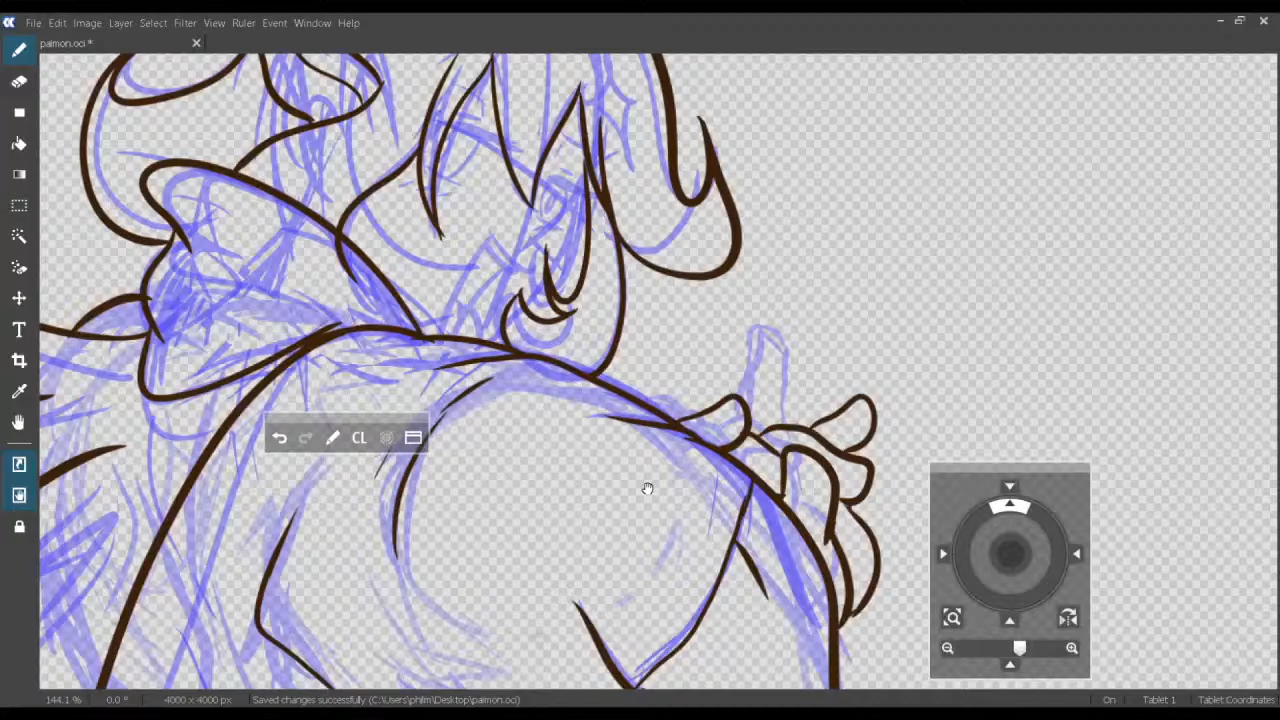 File Edit Image Layer Select Filter View Ruler Event Window Help
paimon.oci *
T
CL
144.1 % 0.0 ° 4000 x 4000 px Saved changes successfully (C:\Users\philm\Desktop\paimon.oci) On Tablet 1 Tablet Coordinates